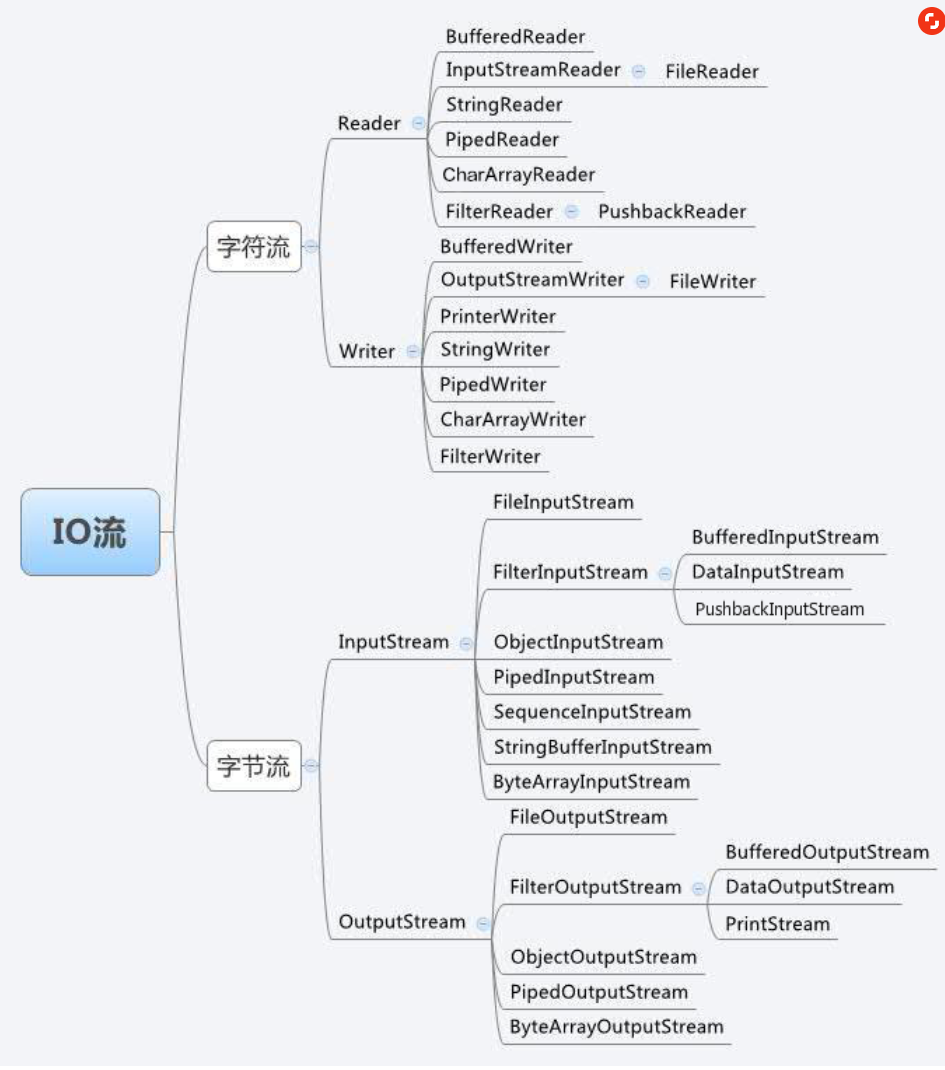 IO流
字符流
Reader
BufferedReader
InputStreamReader FileReader
StringReader
PipedReader
CharArrayReader
FilterReader PushbackReader
Writer
BufferedWriter
OutputStreamWriter FileWriter
PrinterWriter
StringWriter
PipedWriter
CharArrayWriter
FilterWriter
字节流
InputStream
FileInputStream
FilterInputStream
BufferedInputStream
DataInputStream
PushbackInputStream
ObjectInputStream
PipedInputStream
SequenceInputStream
StringBufferInputStream
ByteArrayInputStream
OutputStream
FileOutputStream
FilterOutputStream
BufferedOutputStream
DataOutputStream
PrintStream
ObjectOutputStream
PipedOutputStream
ByteArrayOutputStream